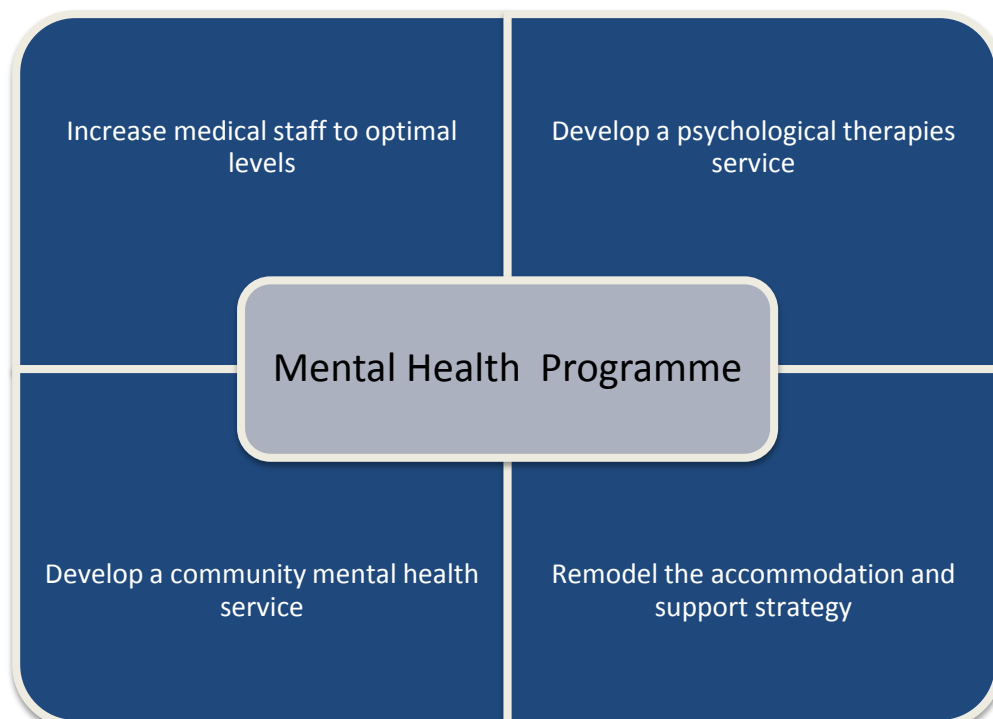 Increase medical staff to optimal
levels
Develop a psychological therapies
service
Mental Health  Programme
Develop a community mental health
service
Remodel the accommodation and
support strategy